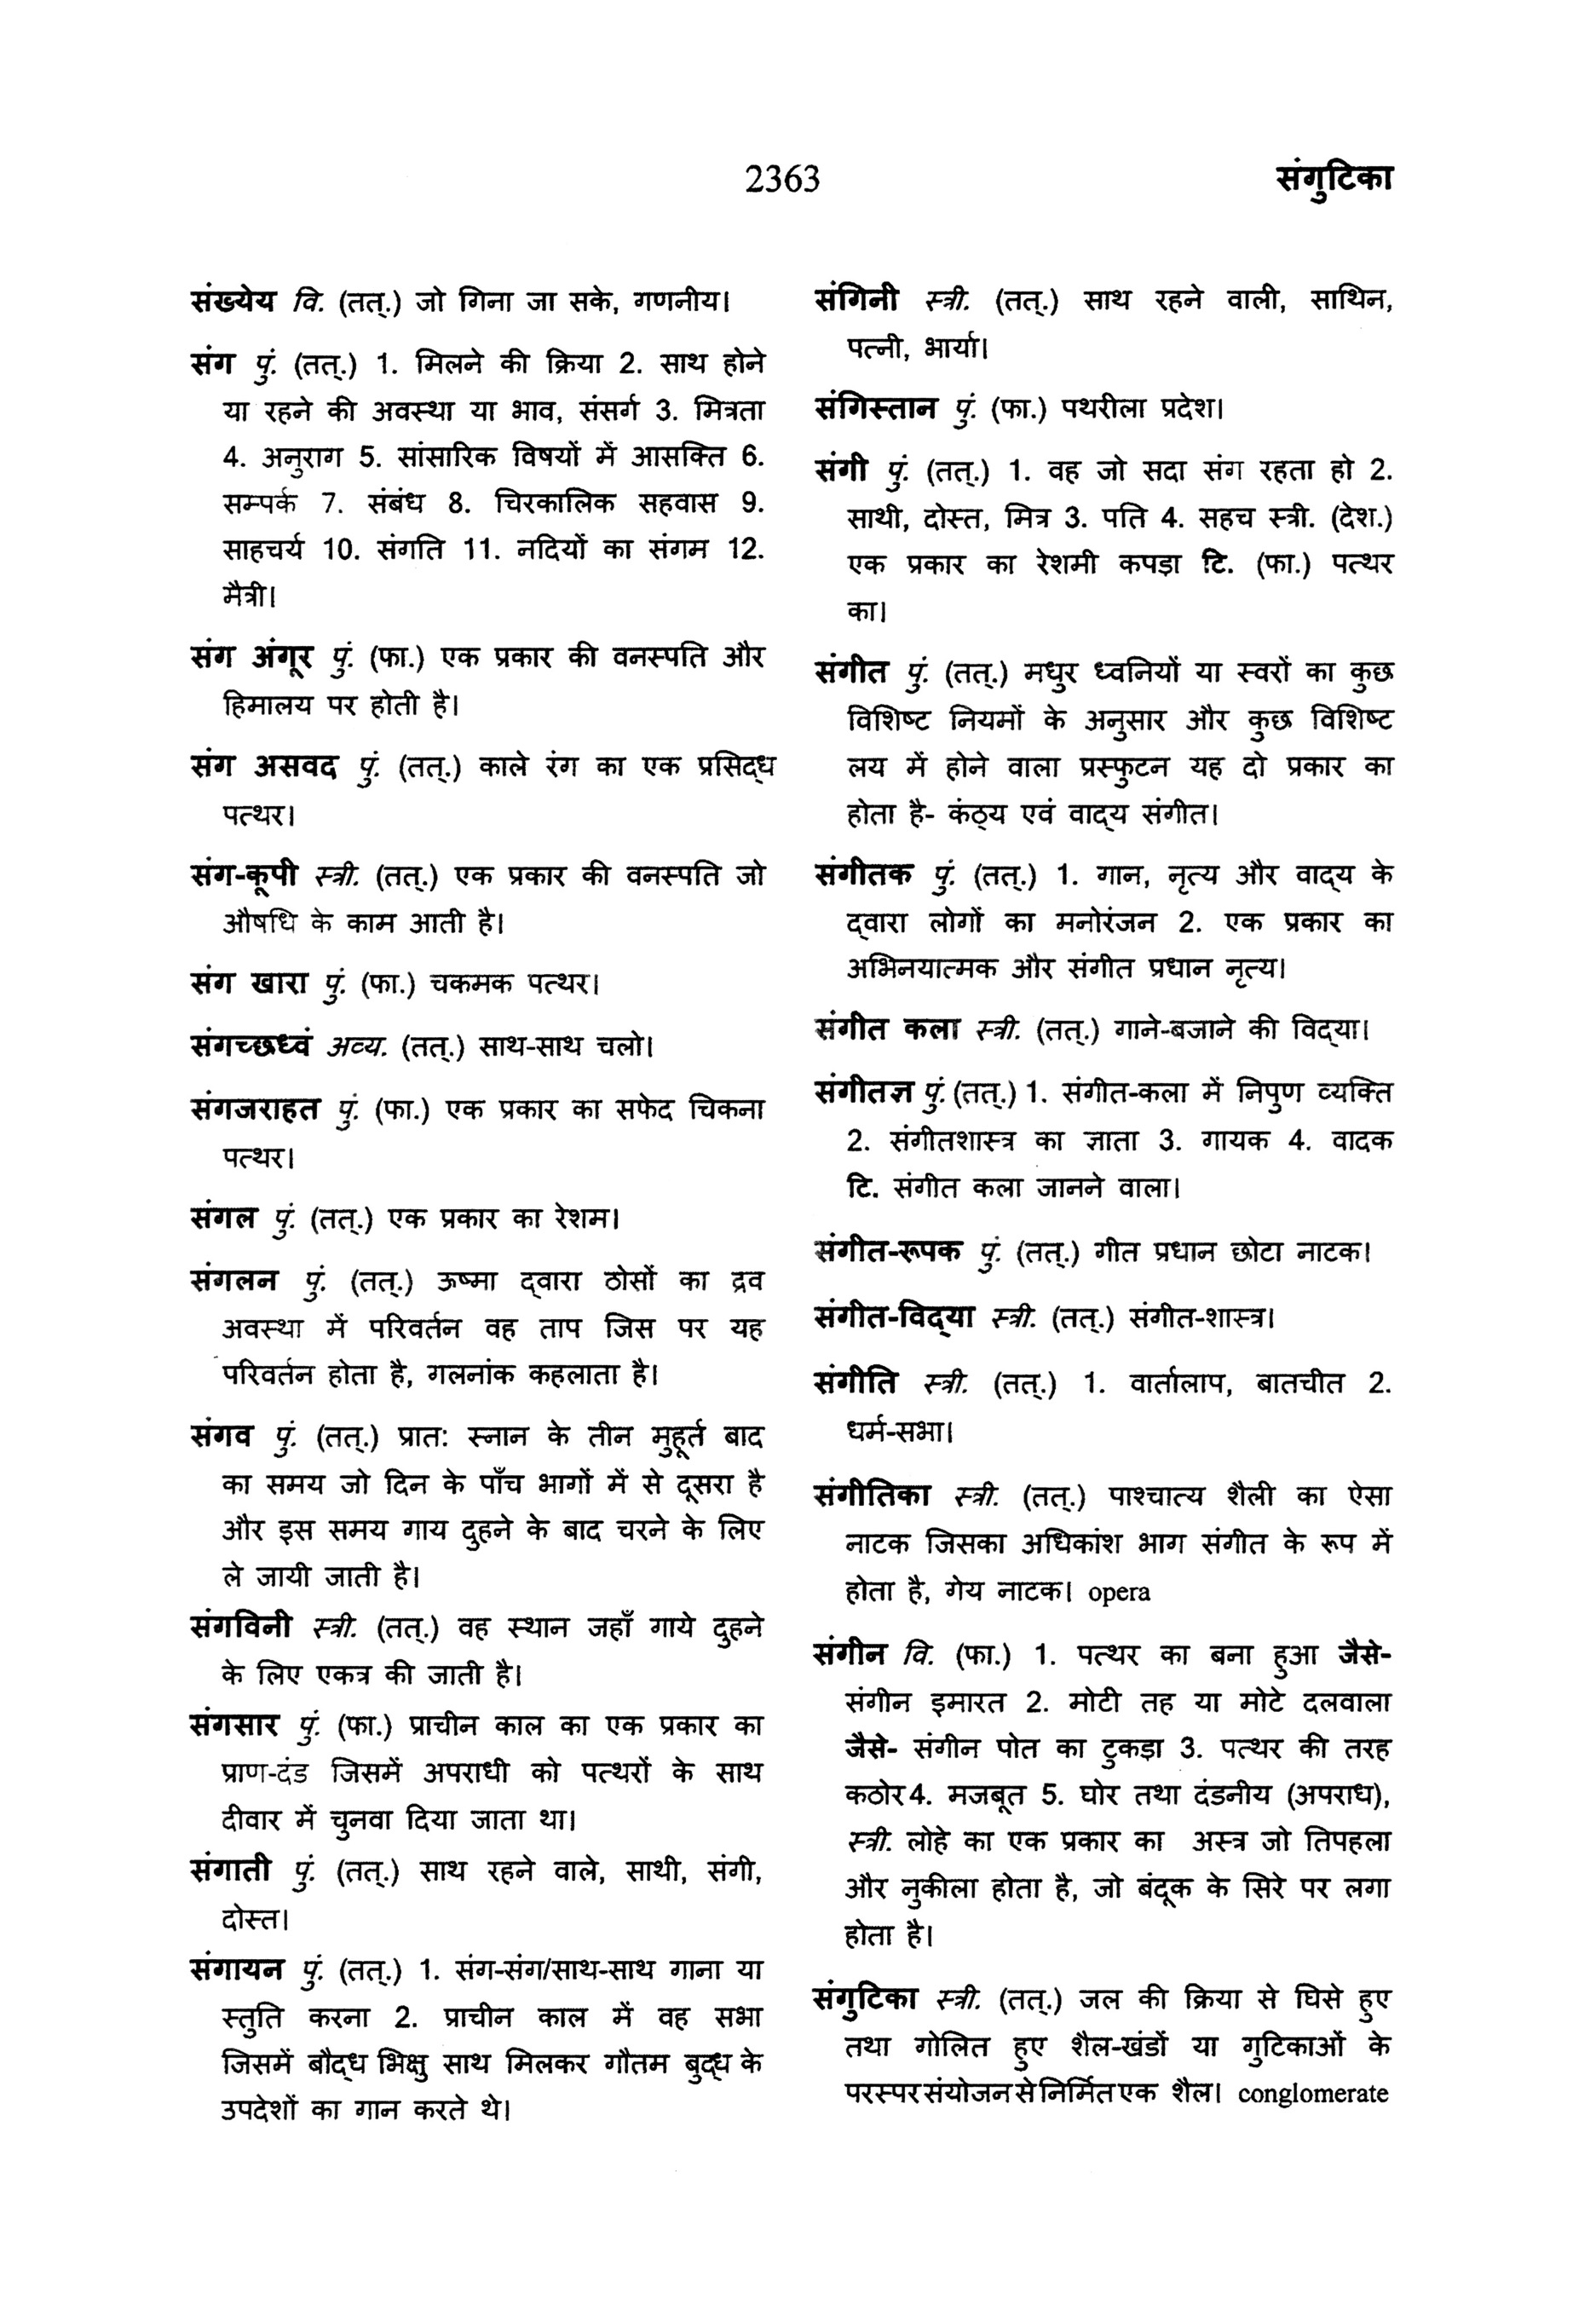 2363
संगुटिका
संख्येय वि. (तत्.) जो गिना जा सके, गणनीय।
संग पुं. (तत्.) 1. मिलने की क्रिया 2. साथ होने
या रहने की अवस्था या भाव, संसर्ग 3. मित्रता
4. अनुराग 5. सांसारिक विषयों में आसक्ति 6.
सम्पर्क 7. संबंध 8. चिरकालिक सहवास 9.
साहचर्य 10. संगति 11. नदियों का संगम 12.
मैत्री।
संग अंगूर पुं. (फा.) एक प्रकार की वनस्पति और
हिमालय पर होती है।
संग असवद पुं. (तत्.) काले रंग का एक प्रसिद्ध
पत्थर।
संग-कूपी स्त्री. (तत्.) एक प्रकार की वनस्पति जो
औषधि के काम आती है।
संग खारा पुं. (फा.) चकमक पत्थर।
संगच्छध्वं अव्य. (तत्.) साथ-साथ चलो।
संगजराहत पुं. (फा.) एक प्रकार का सफेद चिकना
पत्थर।
संगल पुं. (तत्.) एक प्रकार का रेशम।
संगलन पुं. (तत्.) ऊष्मा द्वारा ठोसों का द्रव
अवस्था में परिवर्तन वह ताप जिस पर यह
परिवर्तन होता है, गलनांक कहलाता है।
संगव पुं. (तत्.) प्रात: स्नान के तीन मुहूर्त बाद
का समय जो दिन के पाँच भागों में से दूसरा है
और इस समय गाय दुहने के बाद चरने के लिए
ले जायी जाती है।
संगविनी स्त्री. (तत्.) वह स्थान जहाँ गाये दुहने
के लिए एकत्र की जाती है।
संगसार पुं. (फा.) प्राचीन काल का एक प्रकार का
प्राण-दंड जिसमें अपराधी को पत्थरों के साथ
दीवार में चुनवा दिया जाता था।
संगाती पुं. (तत्.) साथ रहने वाले, साथी, संगी,
दोस्त।
संगायन पुं. (तत्.) 1. संग-संग/साथ-साथ गाना या
स्तुति करना 2. प्राचीन काल में वह सभा
जिसमें बौद्ध भिक्षु साथ मिलकर गौतम बुद्ध के
उपदेशों का गान करते थे।
संगिनी स्त्री. (तत्.) साथ रहने वाली, साथिन,
पत्नी, भार्या।
संगिस्तान पुं. (फा.) पथरीला प्रदेश।
संगी पुं. (तत्.) 1. वह जो सदा संग रहता हो 2.
साथी, दोस्त, मित्र 3. पति 4. सहच स्त्री. (देश.)
एक प्रकार का रेशमी कपड़ा टि. (फा.) पत्थर
का।
संगीत पुं. (तत्.) मधुर ध्वनियों या स्वरों का कुछ
विशिष्ट नियमों के अनुसार और कुछ विशिष्ट
लय में होने वाला प्रस्फुटन यह दो प्रकार का
होता है- कंठ्य एवं वाद्य संगीत।
संगीतक पुं. (तत्.) 1. गान, नृत्य और वाद्य के
द्वारा लोगों का मनोरंजन 2. एक प्रकार का
अभिनयात्मक और संगीत प्रधान नृत्य।
संगीत कला स्त्री. (तत्.) गाने-बजाने की विद्या।
संगीतज्ञ पुं. (तत्.) 1. संगीत-कला में निपुण व्यक्ति
2. संगीतशास्त्र का ज्ञाता 3. गायक 4. वादक
टि. संगीत कला जानने वाला।
संगीत-रूपक पुं. (तत्.) गीत प्रधान छोटा नाटक।
संगीत-विद्या स्त्री. (तत्.) संगीत-शास्त्र।
संगीति स्त्री. (तत्.) 1. वार्तालाप, बातचीत 2.
धर्म-सभा।
संगीतिका स्त्री. (तत्.) पाश्चात्य शैली का ऐसा
नाटक जिसका अधिकांश भाग संगीत के रूप में
होता है, गेय नाटक। opera
संगीन वि. (फा.) 1. पत्थर का बना हुआ जैसे-
संगीन इमारत 2. मोटी तह या मोटे दलवाला
जैसे- संगीन पोत का टुकड़ा 3. पत्थर की तरह
कठोर 4. मजबूत 5. घोर तथा दंडनीय (अपराध),
स्त्री. लोहे का एक प्रकार का अस्त्र जो तिपहला
और नुकीला होता है, जो बंदूक के सिरे पर लगा
होता है।
संगुटिका स्त्री. (तत्.) जल की क्रिया से घिसे हुए
तथा गोलित हुए शैल-खंडों या गुटिकाओं के
परस्पर संयोजन से निर्मित एक शैल। conglomerate